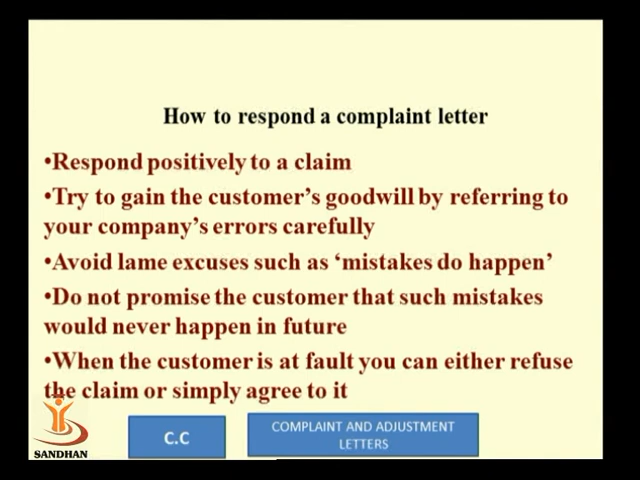 How to respond a complaint letter
•Respond positively to a claim
•Try to gain the customer's goodwill by referring to
your company's errors carefully
•Avoid lame excuses such as ‘mistakes do happen’
•Do not promise the customer that such mistakes
would never happen in future
•When the customer is at fault you can either refuse
the claim or simply agree to it
SANDHAN
C.C
COMPLAINT AND ADJUSTMENT
LETTERS